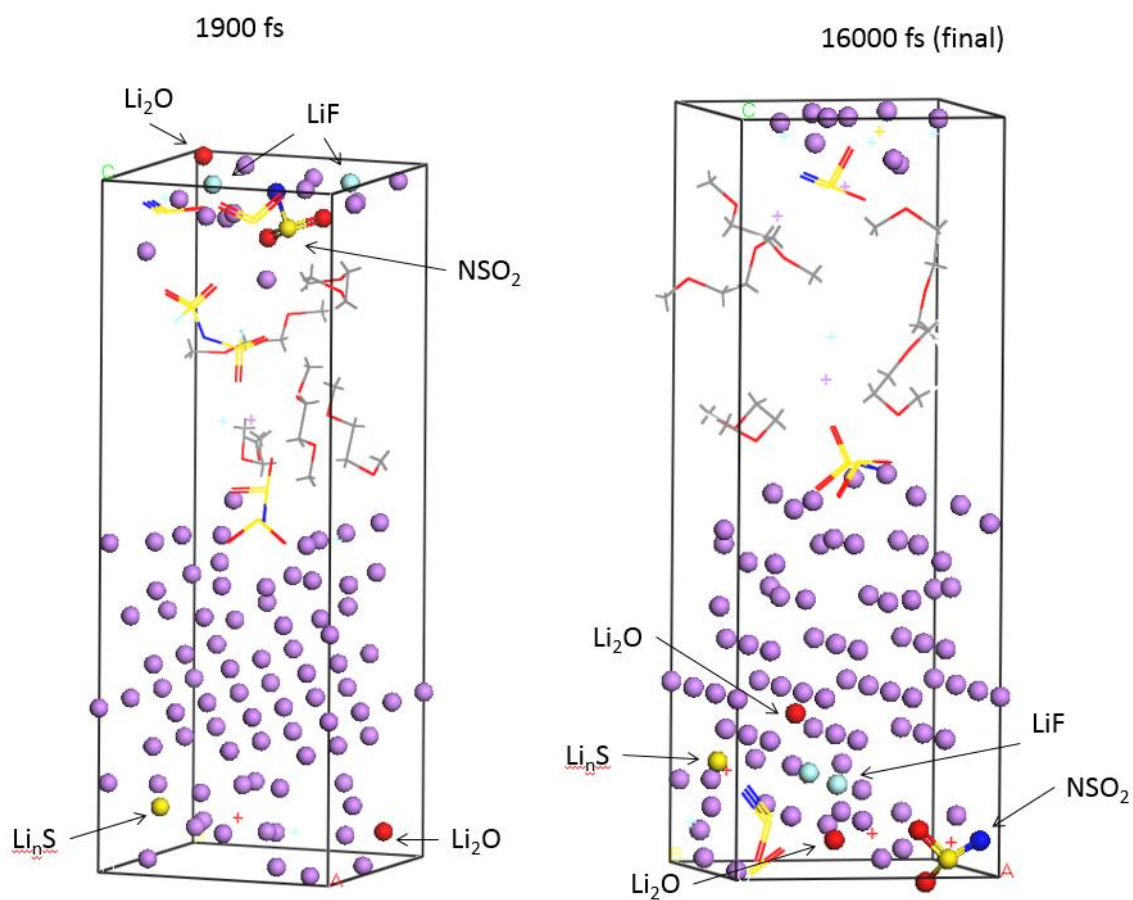 1900 fs
16000 fs (final)
Li₂O
LiF
C
C
NSO₂
Li₂O
LiF
LiₙS
NSO₂
LiₙS
Li₂O
B
A
Li₂O
A